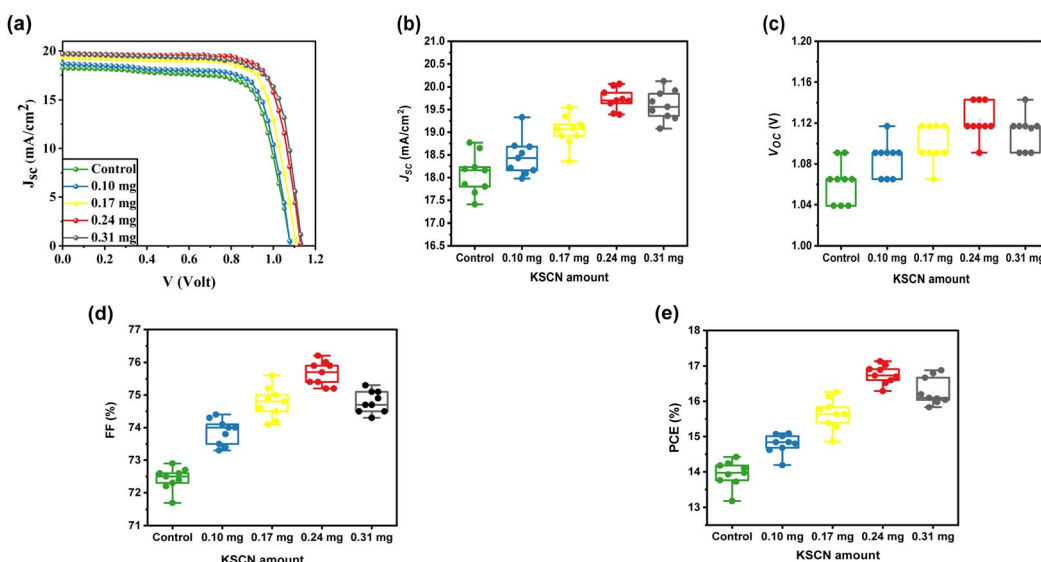 (a)
20
15
10
5
0
J_SC (mA/cm²)
Control
0.10 mg
0.17 mg
0.24 mg
0.31 mg
0.0 0.2 0.4 0.6 0.8 1.0 1.2
V (Volt)
(b)
21.0
20.5
20.0
19.5
19.0
18.5
18.0
17.5
17.0
16.5
J_SC (mA/cm²)
Control 0.10 mg 0.17 mg 0.24 mg 0.31 mg
KSCN amount
(c)
1.20
1.16
1.12
1.08
1.04
1.00
V_OC (V)
Control 0.10 mg 0.17 mg 0.24 mg 0.31 mg
KSCN amount
(d)
77
76
75
74
73
72
71
FF (%)
Control 0.10 mg 0.17 mg 0.24 mg 0.31 mg
KSCN amount
(e)
18
17
16
15
14
13
PCE (%)
Control 0.10 mg 0.17 mg 0.24 mg 0.31 mg
KSCN amount